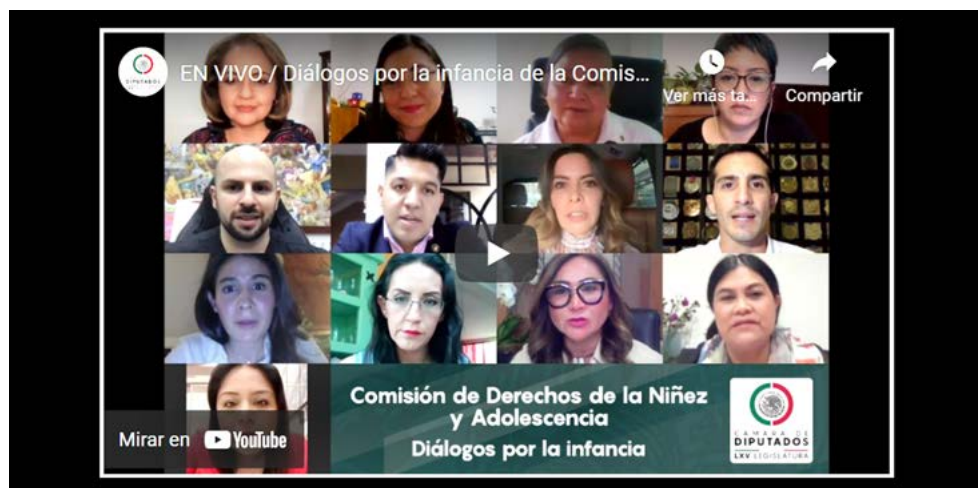 EN VIVO / Diálogos por la infancia de la Comis...
Ver más ta...
Compartir
Comisión de Derechos de la Niñez
y Adolescencia
Diálogos por la infancia
Mirar en YouTube
CÁMARA DE
DIPUTADOS
LXV LEGISLATURA